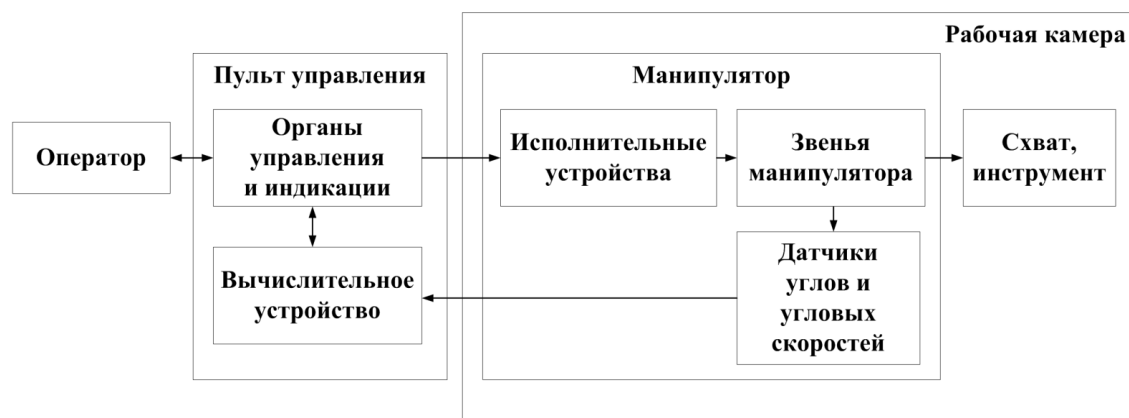 Рабочая камера
Пульт управления
Манипулятор
Оператор
Органы
управления
и индикации
Исполнительные
устройства
Звенья
манипулятора
Схват,
инструмент
Вычислительное
устройство
Датчики
углов и
угловых
скоростей